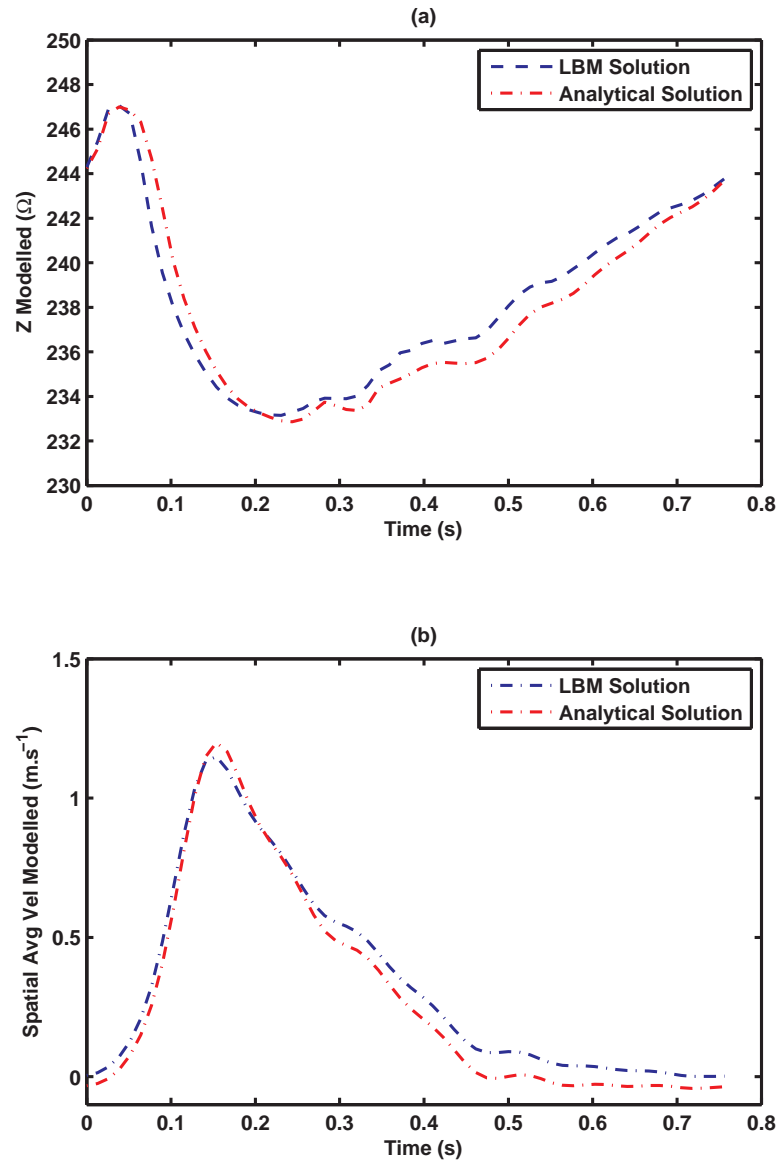 (a)
250
248
246
244
242
240
238
236
234
232
230
Z Modelled (Ω)
LBM Solution
Analytical Solution
0 0.1 0.2 0.3 0.4 0.5 0.6 0.7 0.8
Time (s)
(b)
1.5
1
0.5
0
Spatial Avg Vel Modelled (m.s⁻¹)
LBM Solution
Analytical Solution
0 0.1 0.2 0.3 0.4 0.5 0.6 0.7 0.8
Time (s)